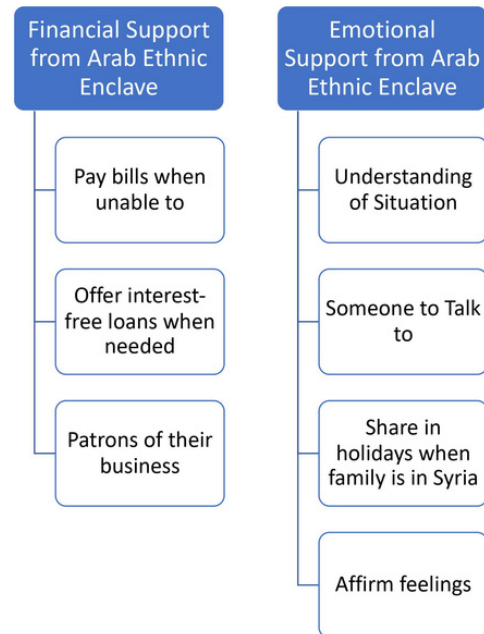 Financial Support
from Arab Ethnic
Enclave
Pay bills when
unable to
Offer interest-
free loans when
needed
Patrons of their
business
Emotional
Support from Arab
Ethnic Enclave
Understanding
of Situation
Someone to Talk
to
Share in
holidays when
family is in Syria
Affirm feelings